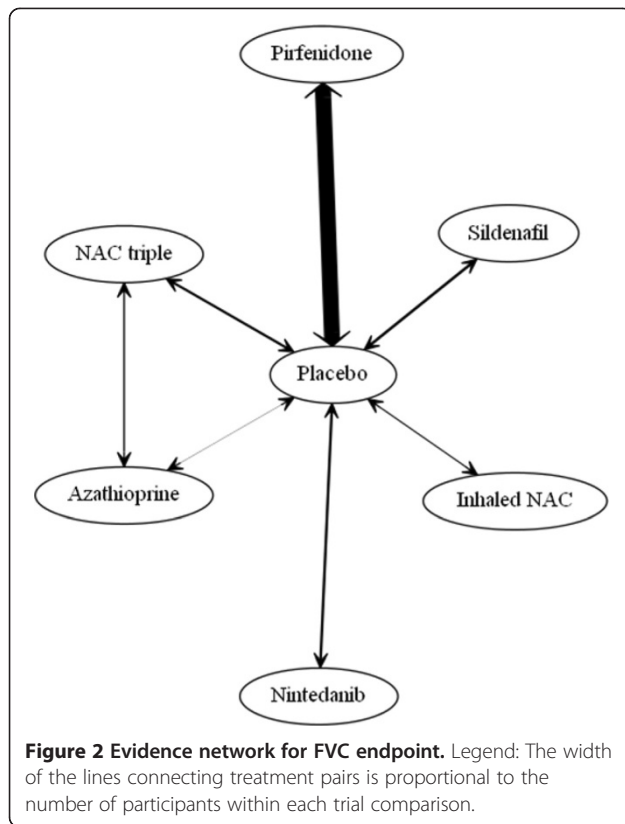 Pirfenidone
Sildenafil
NAC triple
Placebo
Azathioprine
Inhaled NAC
Nintedanib
Figure 2 Evidence network for FVC endpoint. Legend: The width
of the lines connecting treatment pairs is proportional to the
number of participants within each trial comparison.